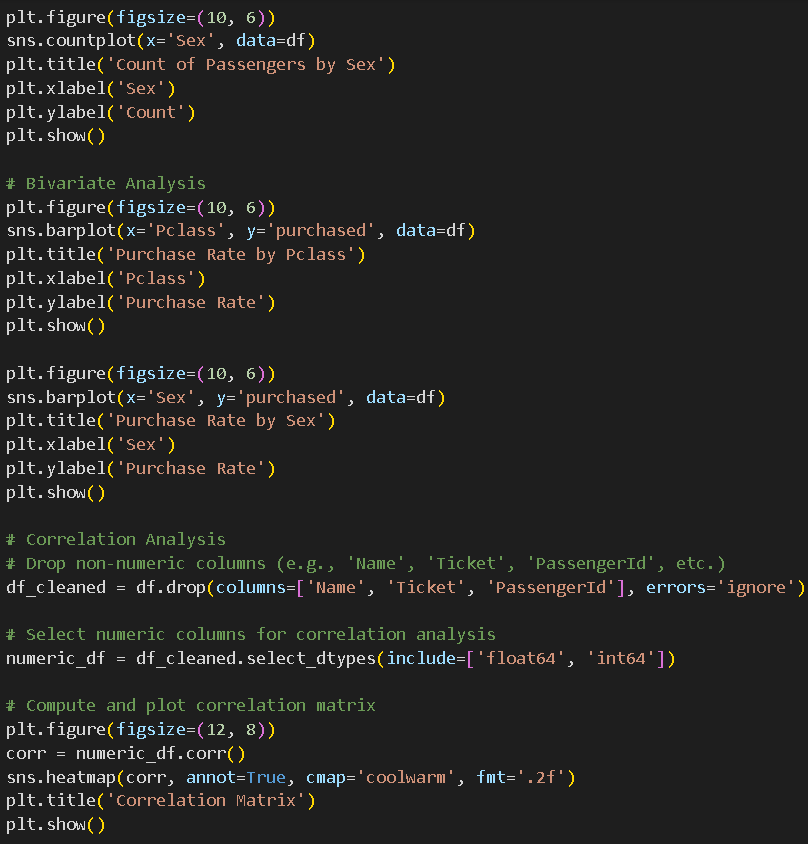 plt.figure(figsize=(10, 6))
sns.countplot(x='Sex', data=df)
plt.title('Count of Passengers by Sex')
plt.xlabel('Sex')
plt.ylabel('Count')
plt.show()
# Bivariate Analysis
plt.figure(figsize=(10, 6))
sns.barplot(x='Pclass', y='purchased', data=df)
plt.title('Purchase Rate by Pclass')
plt.xlabel('Pclass')
plt.ylabel('Purchase Rate')
plt.show()
plt.figure(figsize=(10, 6))
sns.barplot(x='Sex', y='purchased', data=df)
plt.title('Purchase Rate by Sex')
plt.xlabel('Sex')
plt.ylabel('Purchase Rate')
plt.show()
# Correlation Analysis
# Drop non-numeric columns (e.g., 'Name', 'Ticket', 'PassengerId', etc.)
df_cleaned = df.drop(columns=['Name', 'Ticket', 'PassengerId'], errors='ignore')
# Select numeric columns for correlation analysis
numeric_df = df_cleaned.select_dtypes(include=['float64', 'int64'])
# Compute and plot correlation matrix
plt.figure(figsize=(12, 8))
corr = numeric_df.corr()
sns.heatmap(corr, annot=True, cmap='coolwarm', fmt='.2f')
plt.title('Correlation Matrix')
plt.show()